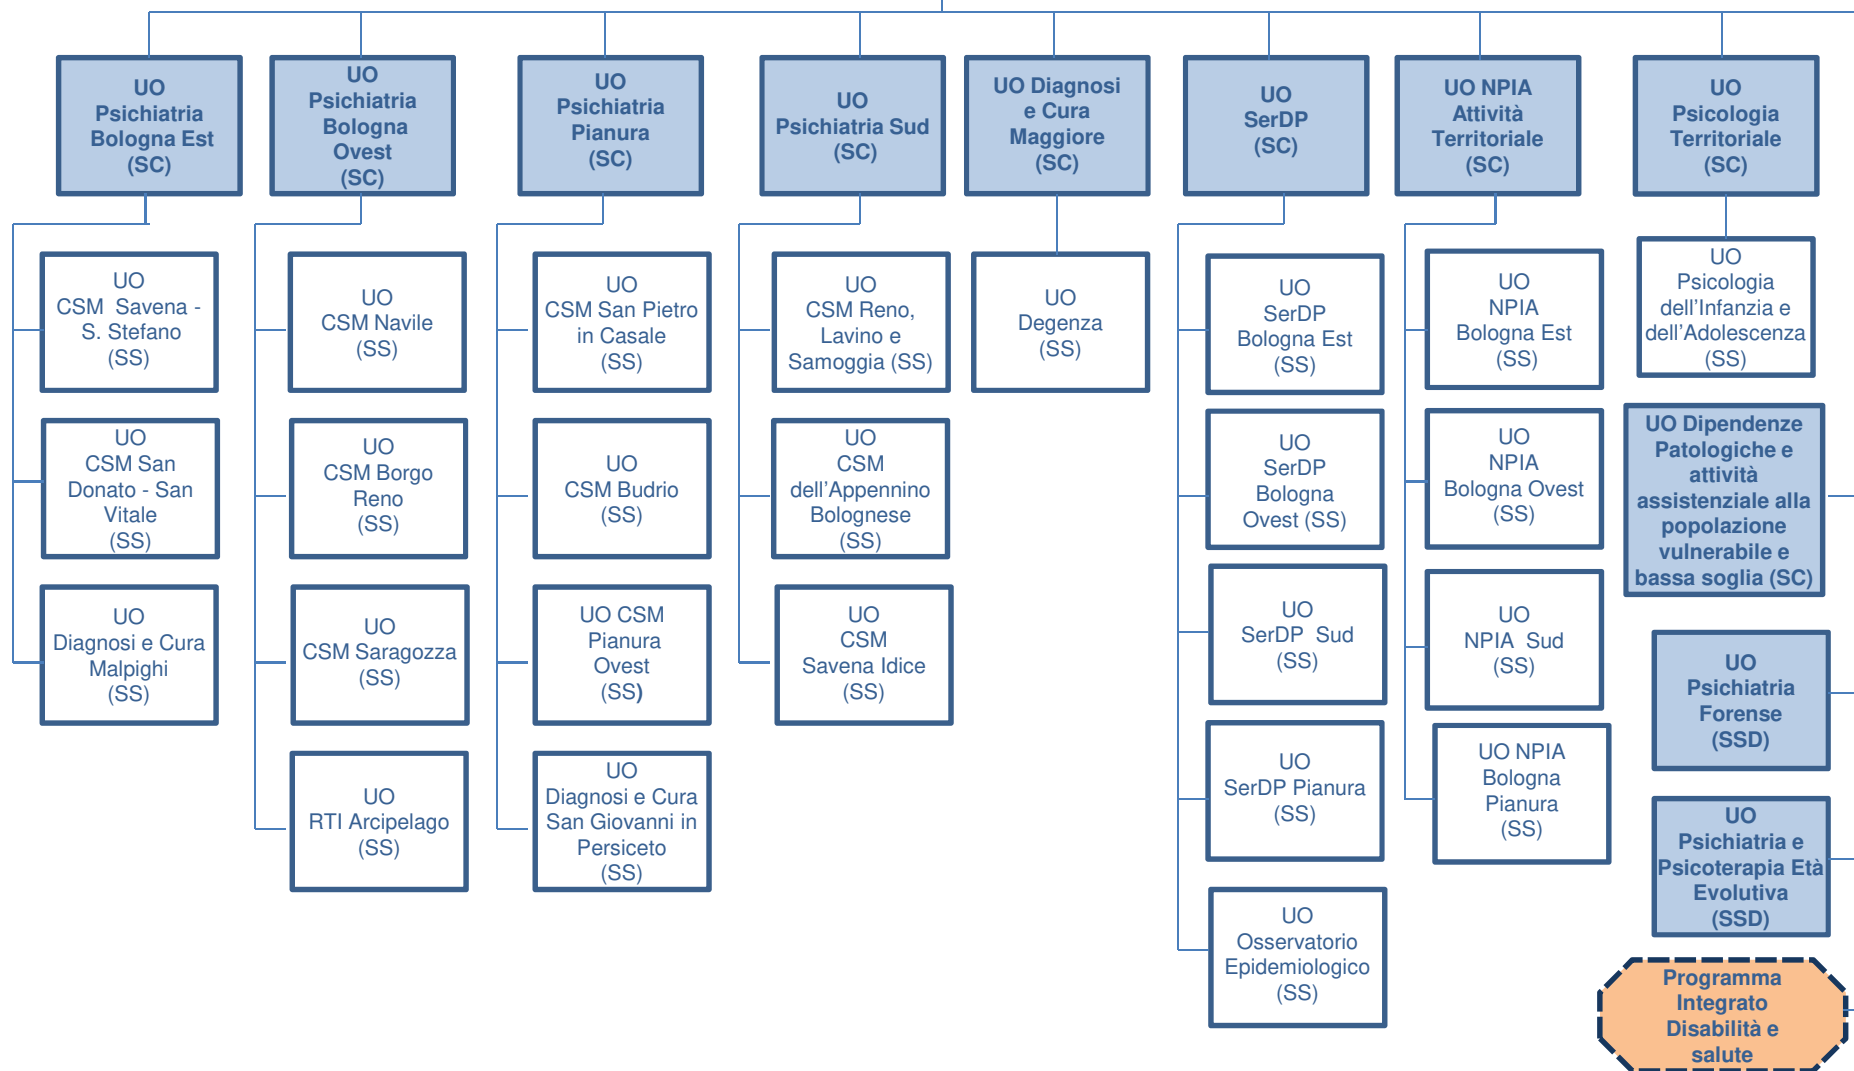 UO
Psichiatria
Bologna Est
(SC)
UO
Psichiatria
Bologna
Ovest
(SC)
UO
Psichiatria
Pianura
(SC)
UO
Psichiatria Sud
(SC)
UO Diagnosi
e Cura
Maggiore
(SC)
UO
SerDP
(SC)
UO NPIA
Attività
Territoriale
(SC)
UO
Psicologia
Territoriale
(SC)
UO
CSM Savena -
S. Stefano
(SS)
UO
CSM San
Donato - San
Vitale
(SS)
UO
Diagnosi e Cura
Malpighi
(SS)
UO
CSM Navile
(SS)
UO
CSM Borgo
Reno
(SS)
UO
CSM Saragozza
(SS)
UO
RTI Arcipelago
(SS)
UO
CSM San Pietro
in Casale
(SS)
UO
CSM Budrio
(SS)
UO CSM
Pianura
Ovest
(SS)
UO
Diagnosi e Cura
San Giovanni in
Persiceto
(SS)
UO
CSM Reno,
Lavino e
Samoggia (SS)
UO
CSM
dell'Appennino
Bolognese
(SS)
UO
CSM
Savena Idice
(SS)
UO
Degenza
(SS)
UO
SerDP
Bologna Est
(SS)
UO
SerDP
Bologna
Ovest (SS)
UO
SerDP Sud
(SS)
UO
SerDP Pianura
(SS)
UO
Osservatorio
Epidemiologico
(SS)
UO
NPIA
Bologna Est
(SS)
UO
NPIA
Bologna Ovest
(SS)
UO
NPIA Sud
(SS)
UO NPIA
Bologna
Pianura
(SS)
UO
Psicologia
dell'Infanzia e
dell'Adolescenza
(SS)
UO Dipendenze
Patologiche e
attività
assistenziale alla
popolazione
vulnerabile e
bassa soglia (SC)
UO
Psichiatria
Forense
(SSD)
UO
Psichiatria e
Psicoterapia Età
Evolutiva
(SSD)
Programma
Integrato
Disabilità e
salute